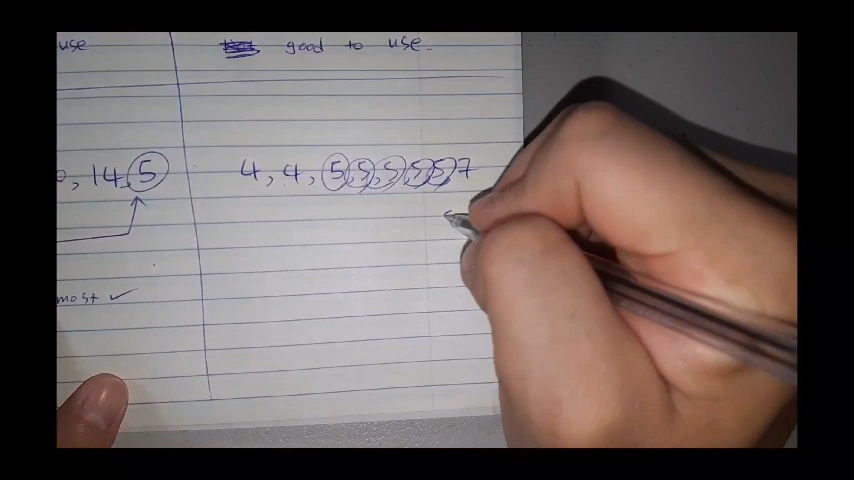 use
good to use.
, 14, 5
4, 4, 5, 5, 5, 5, 5, 7
most ✓